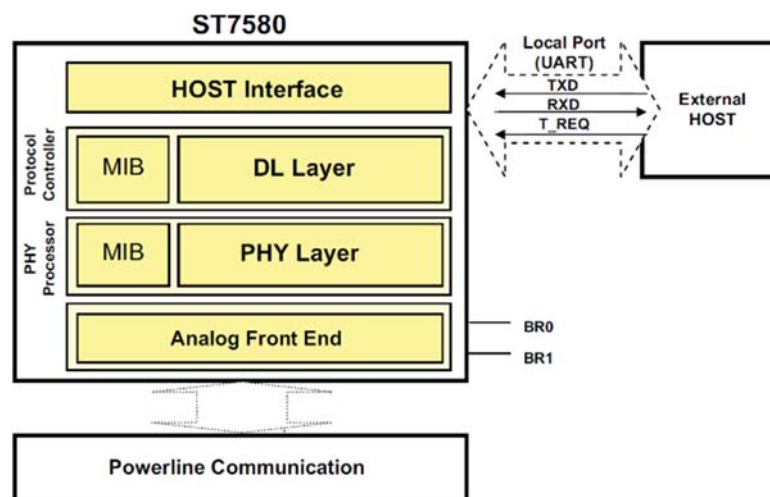 ST7580
HOST Interface
Local Port
(UART)
TXD
RXD
T_REQ
External
HOST
Protocol
Controller
MIB
DL Layer
PHY
Processor
MIB
PHY Layer
Analog Front End
BR0
BR1
Powerline Communication